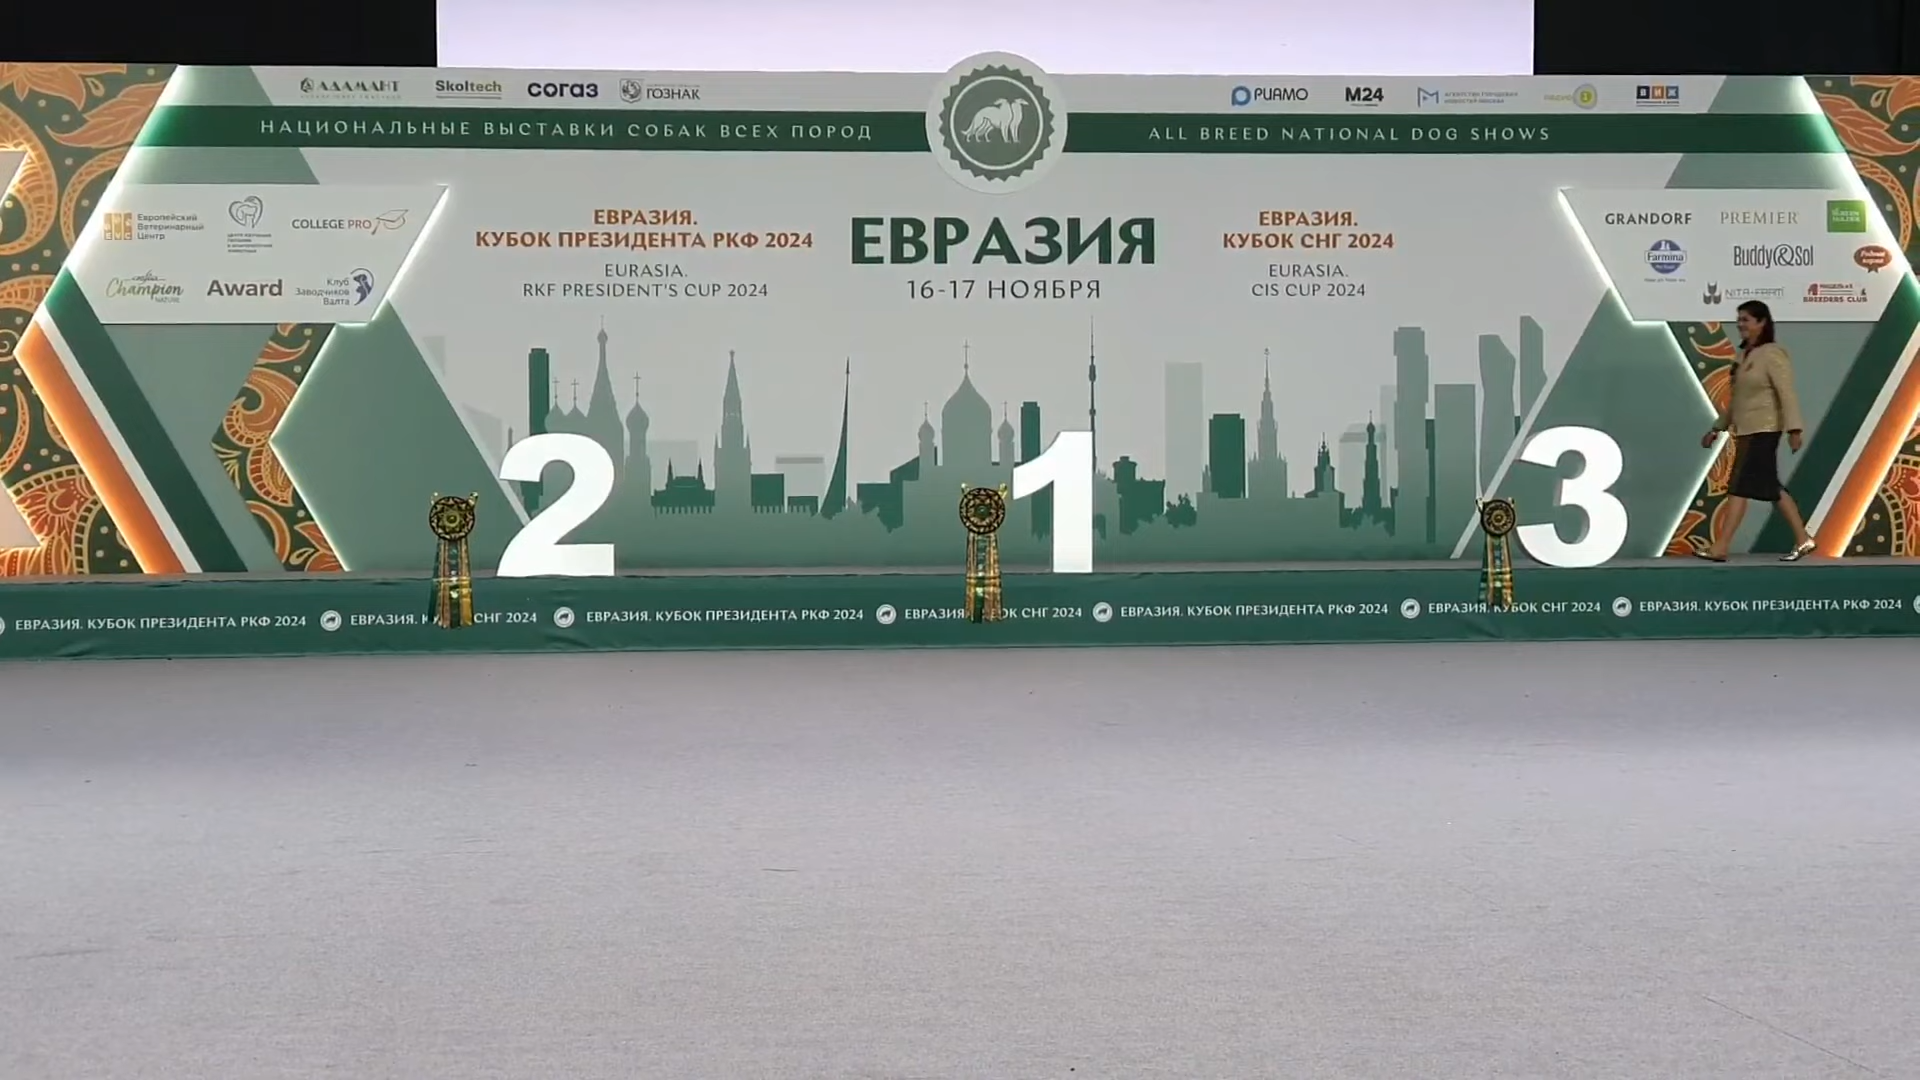 АДАМАНТ
Skoltech
СОГАЗ
ГОЗНАК
РИАМО
М24
НАЦИОНАЛЬНЫЕ ВЫСТАВКИ СОБАК ВСЕХ ПОРОД
ALL BREED NATIONAL DOG SHOWS
Европейский
Ветеринарный
Центр
COLLEGE PRO
Champion
Award
Клуб
Заводчиков
Валта
ЕВРАЗИЯ.
КУБОК ПРЕЗИДЕНТА РКФ 2024
EURASIA.
RKF PRESIDENT'S CUP 2024
ЕВРАЗИЯ
16-17 НОЯБРЯ
ЕВРАЗИЯ.
КУБОК СНГ 2024
EURASIA.
CIS CUP 2024
GRANDORF
PREMIER
Farmina
Buddy&Sol
BREEDERS CLUB
2
1
3
ЕВРАЗИЯ. КУБОК ПРЕЗИДЕНТА РКФ 2024
ЕВРАЗИЯ.
СНГ 2024
ЕВРАЗИЯ. КУБОК ПРЕЗИДЕНТА РКФ 2024
ЕВРАЗИЯ
ОК СНГ 2024
ЕВРАЗИЯ. КУБОК ПРЕЗИДЕНТА РКФ 2024
ЕВРАЗИЯ. КУБОК СНГ 2024
ЕВРАЗИЯ. КУБОК ПРЕЗИДЕНТА РКФ 2024